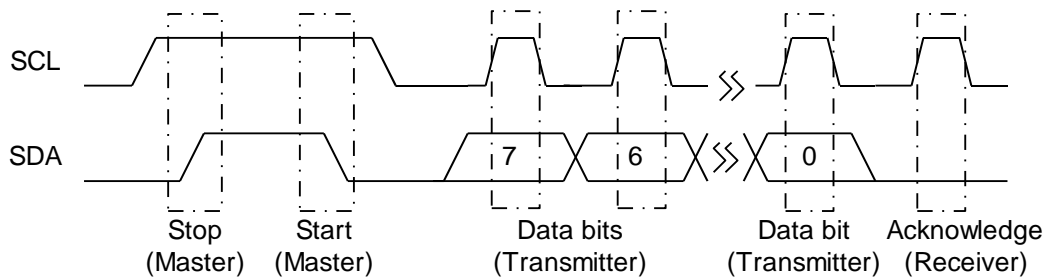 SCL
SDA
7 6 0
Stop Start Data bits Data bit Acknowledge
(Master) (Master) (Transmitter) (Transmitter) (Receiver)